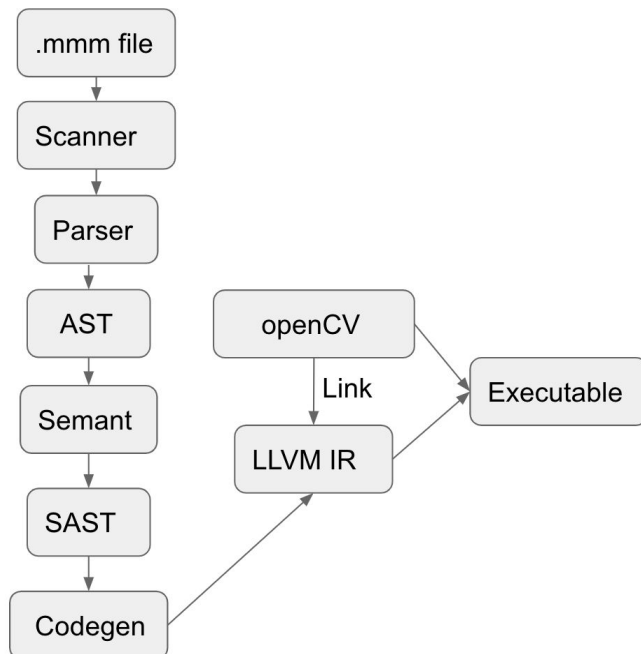 .mmm file
Scanner
Parser
AST
Semant
SAST
Codegen
openCV
Link
LLVM IR
Executable